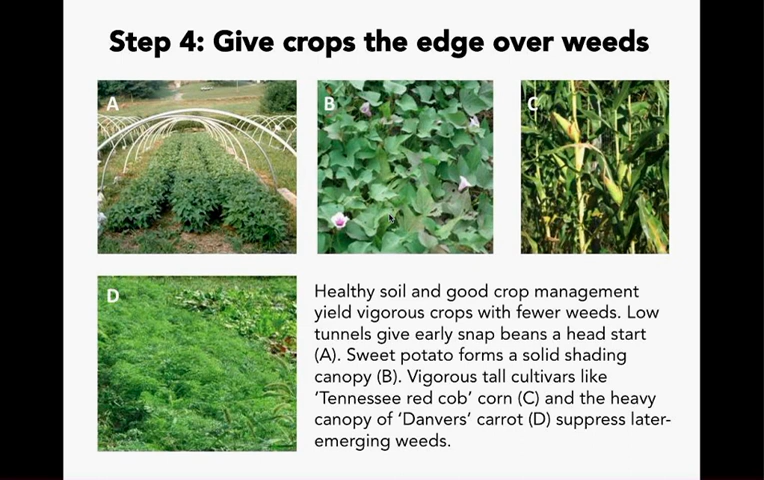 Step 4: Give crops the edge over weeds
A
B
C
D
Healthy soil and good crop management
yield vigorous crops with fewer weeds. Low
tunnels give early snap beans a head start
(A). Sweet potato forms a solid shading
canopy (B). Vigorous tall cultivars like
‘Tennessee red cob’ corn (C) and the heavy
canopy of ‘Danvers’ carrot (D) suppress later-
emerging weeds.